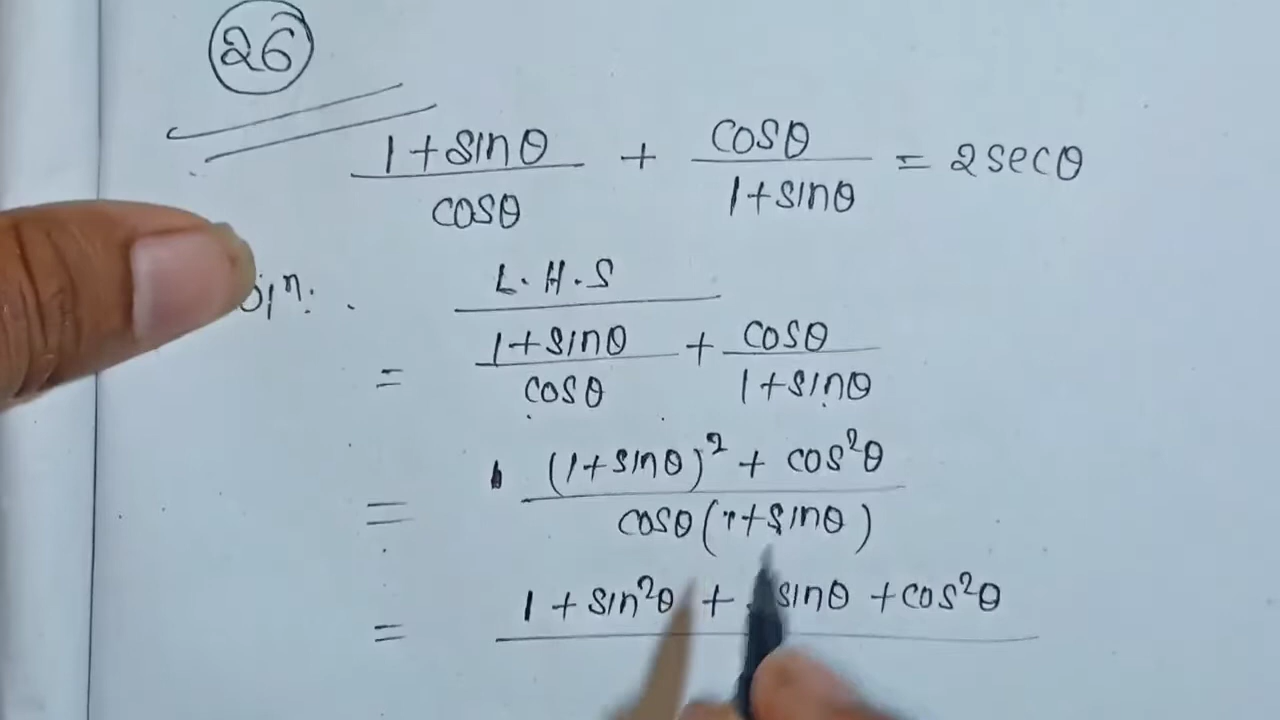 26
1+sinθ / cosθ + cosθ / 1+sinθ = 2secθ
L.H.S
= 1+sinθ / cosθ + cosθ / 1+sinθ
= (1+sinθ)² + cos²θ / cosθ(1+sinθ)
= 1 + sin²θ + sinθ + cos²θ